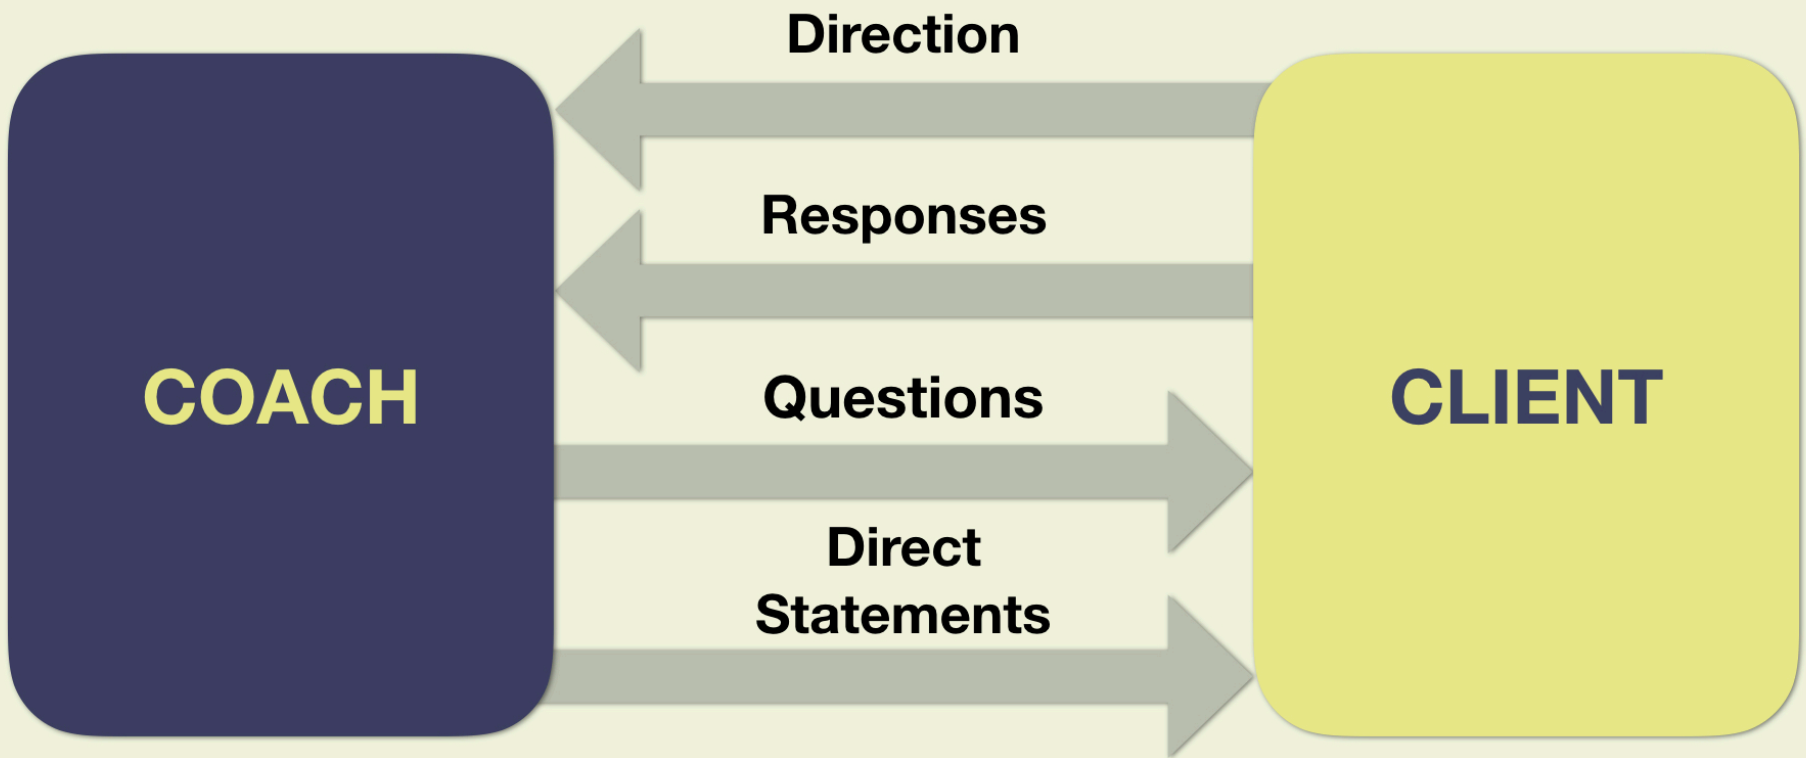 Direction
Responses
COACH
Questions
CLIENT
Direct
Statements